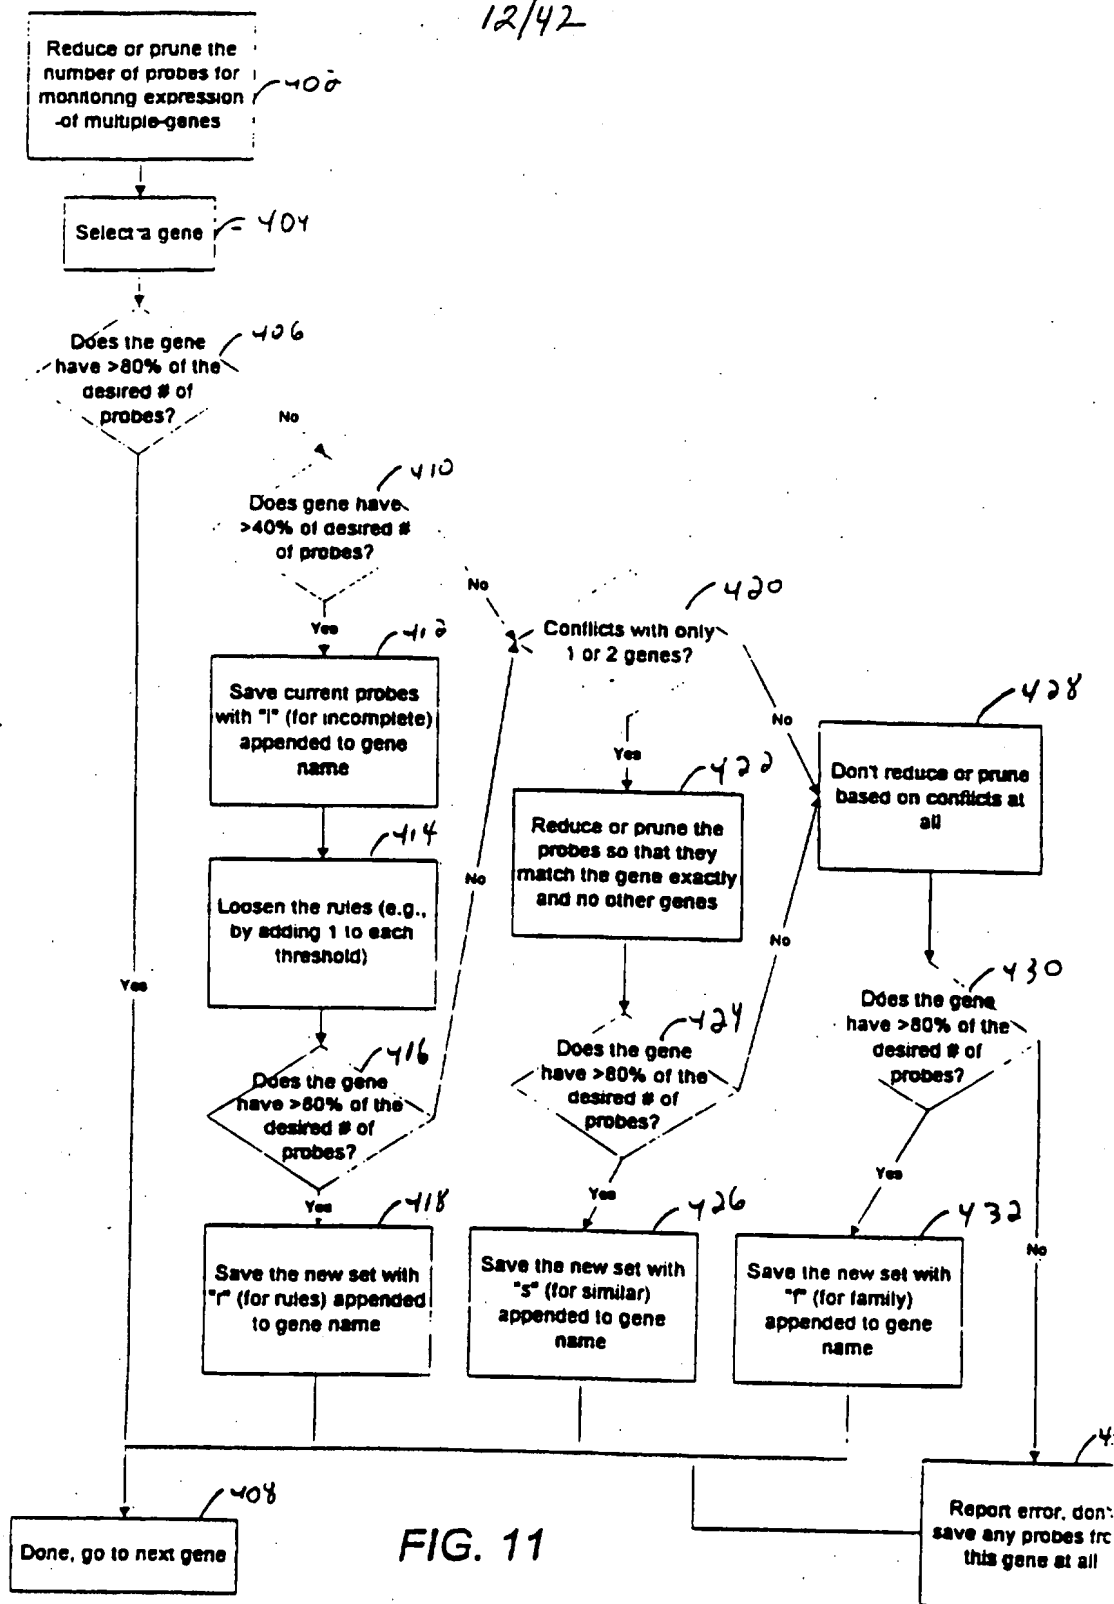 12/42
Reduce or prune the
number of probes for
monitoring expression
of multiple genes
402
Select a gene
404
Does the gene
have >80% of the
desired # of
probes?
406
No
Does gene have
>40% of desired #
of probes?
410
No
Yes
Conflicts with only
1 or 2 genes?
420
412
Save current probes
with "i" (for incomplete)
appended to gene
name
Yes
No
422
428
Don't reduce or prune
based on conflicts at
all
Reduce or prune the
probes so that they
match the gene exactly
and no other genes
414
Loosen the rules (e.g.,
by adding 1 to each
threshold)
No
No
Yes
430
Does the gene
have >80% of the
desired # of
probes?
424
Does the gene
have >80% of the
desired # of
probes?
416
Does the gene
have >80% of the
desired # of
probes?
Yes
Yes
Yes
No
418
Save the new set with
"r" (for rules) appended
to gene name
426
Save the new set with
"s" (for similar)
appended to gene
name
432
Save the new set with
"f" (for family)
appended to gene
name
Report error, don't
save any probes
this gene at all
408
Done, go to next gene
FIG. 11